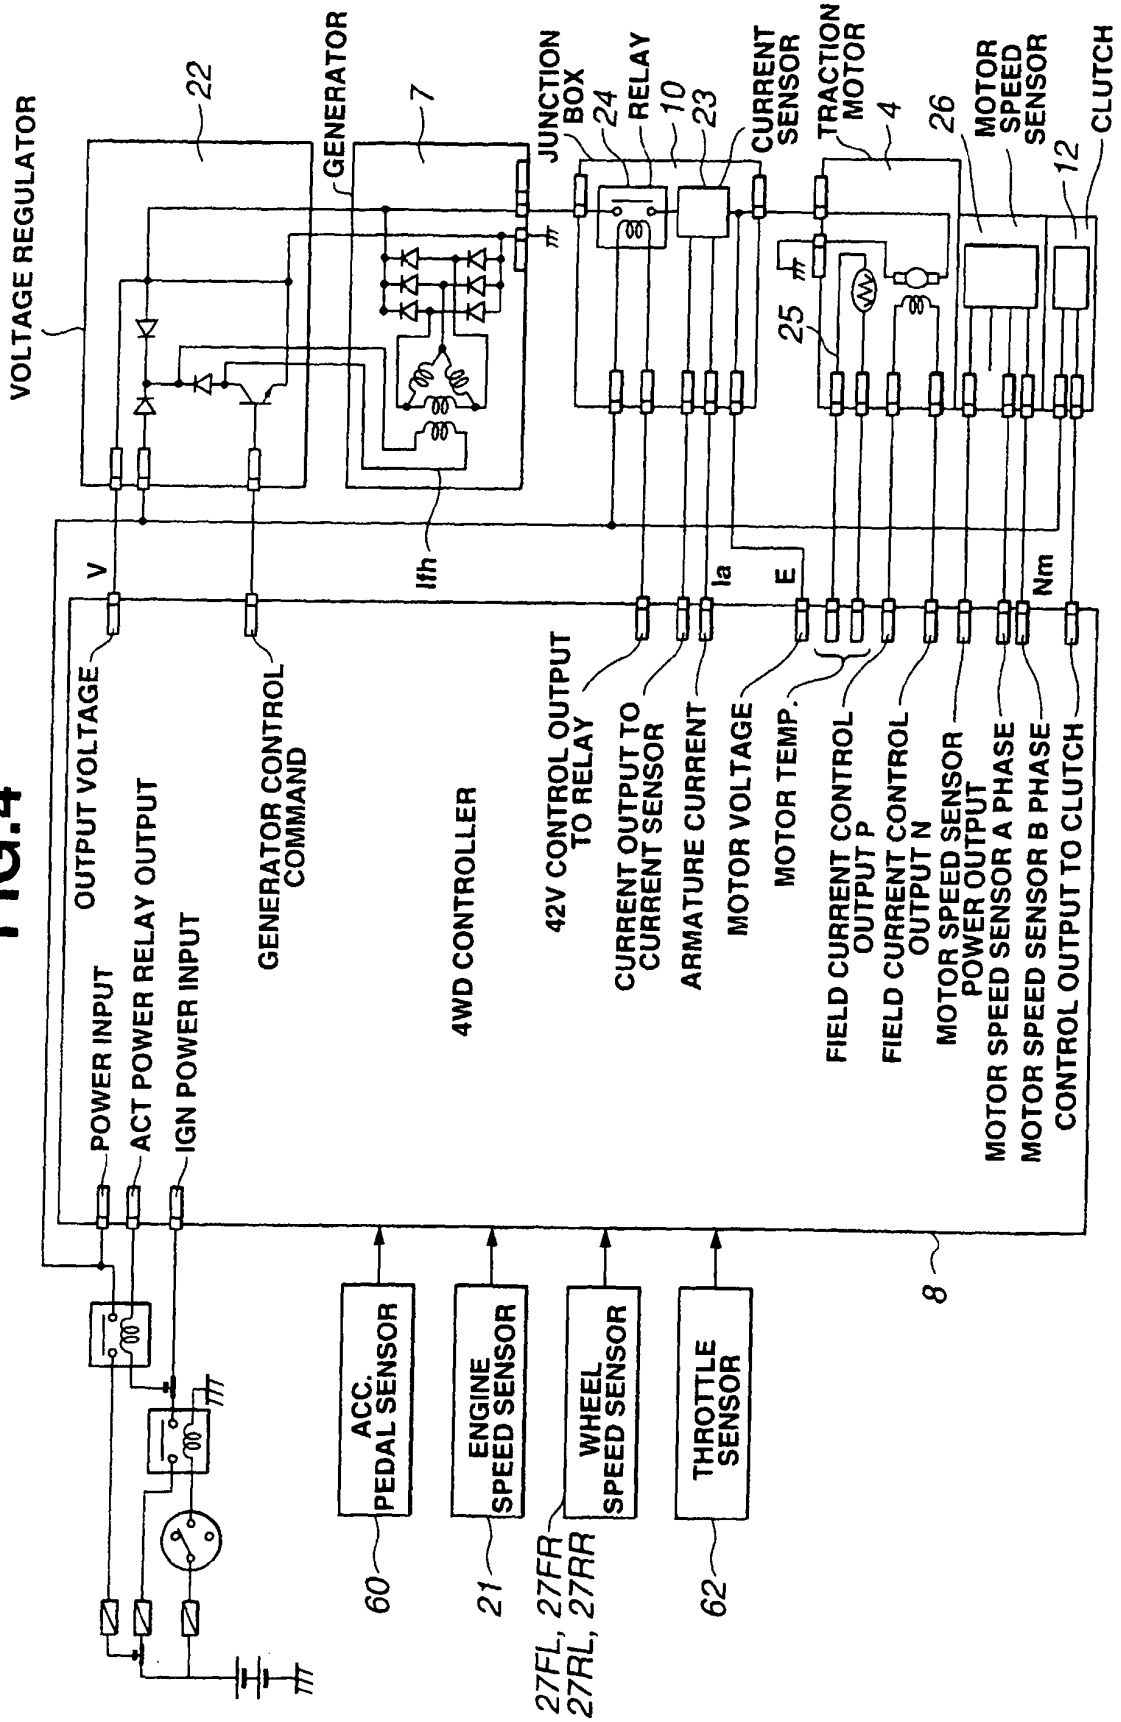 FIG.4
POWER INPUT
ACT POWER RELAY OUTPUT
IGN POWER INPUT
OUTPUT VOLTAGE
V
GENERATOR CONTROL
COMMAND
VOLTAGE REGULATOR
22
GENERATOR
7
Ifh
4WD CONTROLLER
8
JUNCTION
BOX
24
RELAY
10
23
CURRENT
SENSOR
42V CONTROL OUTPUT
TO RELAY
CURRENT OUTPUT TO
CURRENT SENSOR
ARMATURE CURRENT
Ia
MOTOR VOLTAGE
E
MOTOR TEMP.
FIELD CURRENT CONTROL
OUTPUT P
FIELD CURRENT CONTROL
OUTPUT N
MOTOR SPEED SENSOR
POWER OUTPUT
MOTOR SPEED SENSOR A PHASE
MOTOR SPEED SENSOR B PHASE
Nm
CONTROL OUTPUT TO CLUTCH
TRACTION
MOTOR
4
25
26
MOTOR
SPEED
SENSOR
12
CLUTCH
ACC.
PEDAL SENSOR
60
ENGINE
SPEED SENSOR
21
WHEEL
SPEED SENSOR
27FL, 27FR
27RL, 27RR
THROTTLE
SENSOR
62